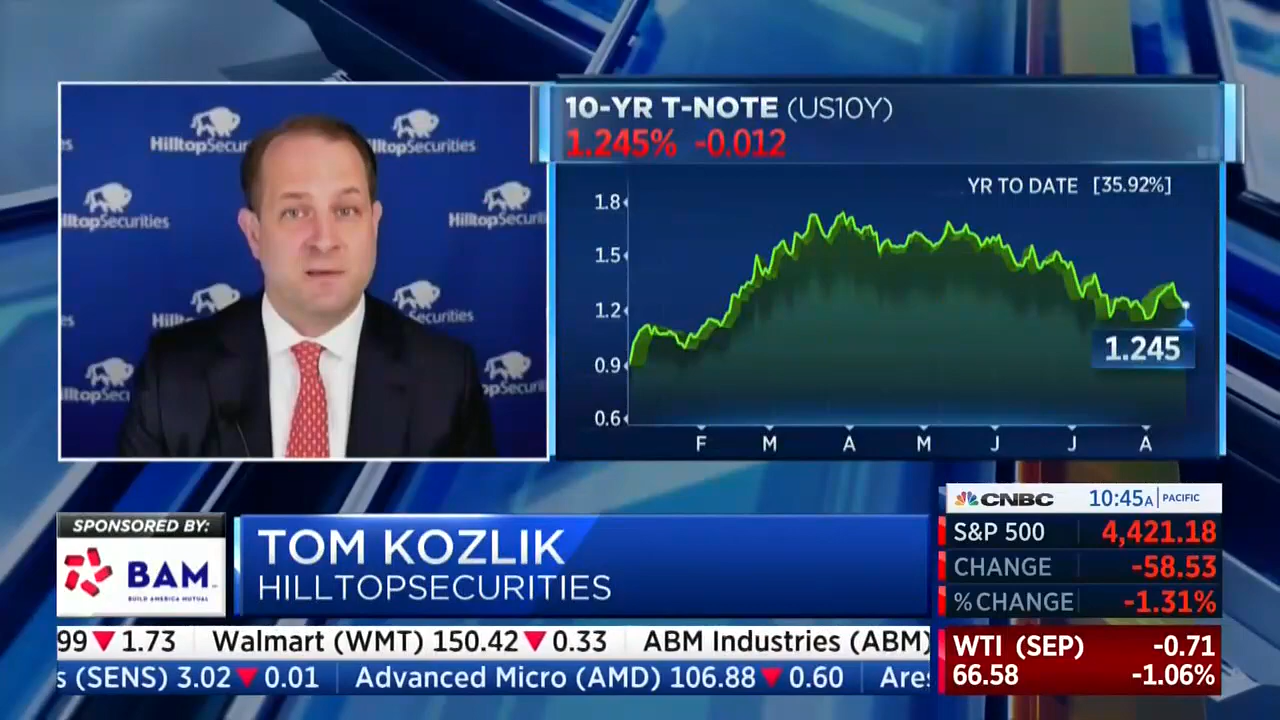 HilltopSecurities
HilltopSecurities
10-YR T-NOTE (US10Y)
1.245% -0.012
YR TO DATE [35.92%]
1.8
1.5
1.2
0.9
0.6
1.245
F M A M J J A
SPONSORED BY:
BAM
BUILD AMERICA MUTUAL
TOM KOZLIK
HILLTOPSECURITIES
CNBC 10:45A PACIFIC
S&P 500 4,421.18
CHANGE -58.53
% CHANGE -1.31%
WTI (SEP) -0.71
66.58 -1.06%
99 ▼ 1.73 Walmart (WMT) 150.42 ▼ 0.33 ABM Industries (ABM)
s (SENS) 3.02 ▼ 0.01 Advanced Micro (AMD) 106.88 ▼ 0.60 Ares